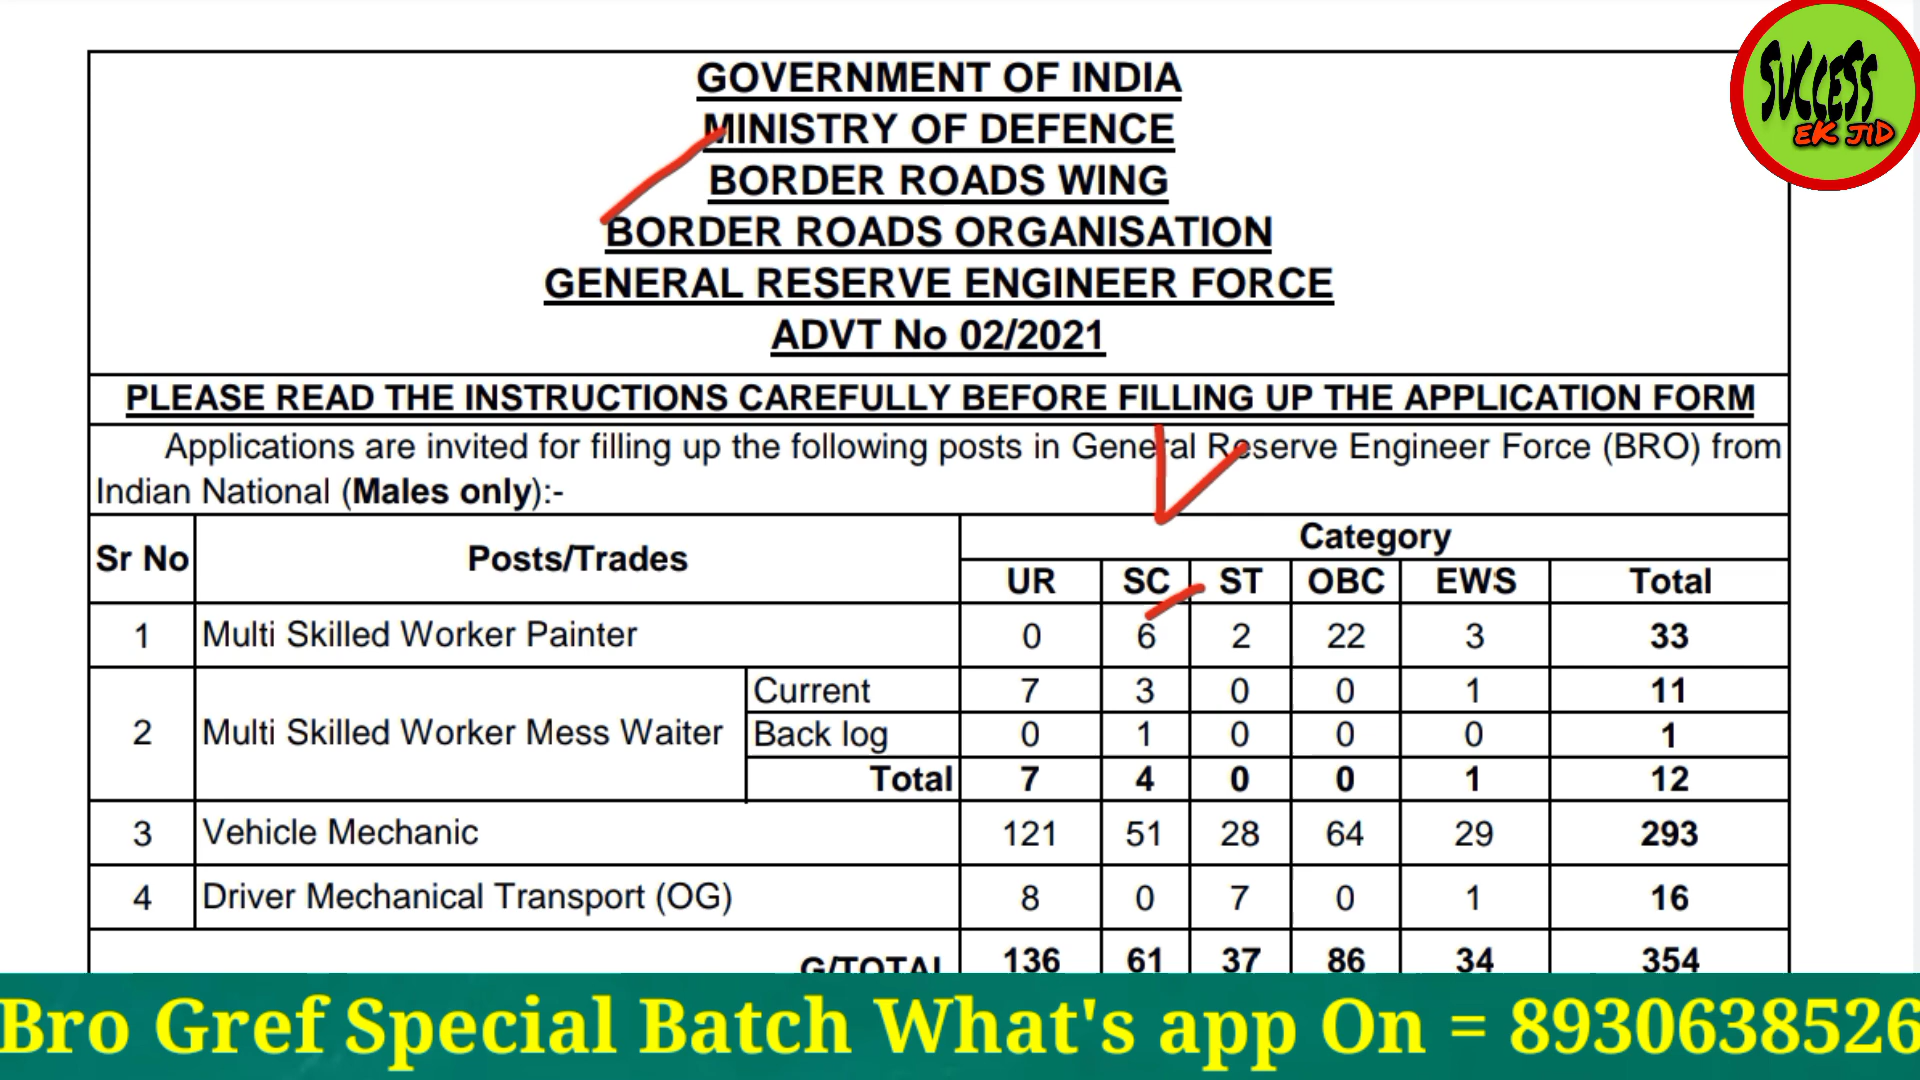 GOVERNMENT OF INDIA
MINISTRY OF DEFENCE
BORDER ROADS WING
BORDER ROADS ORGANISATION
GENERAL RESERVE ENGINEER FORCE
ADVT No 02/2021
SUCCESS
EK JID
PLEASE READ THE INSTRUCTIONS CAREFULLY BEFORE FILLING UP THE APPLICATION FORM
Applications are invited for filling up the following posts in General Reserve Engineer Force (BRO) from
Indian National (Males only):-
Sr No Posts/Trades Category
UR SC ST OBC EWS Total
1 Multi Skilled Worker Painter 0 6 2 22 3 33
2 Multi Skilled Worker Mess Waiter Current 7 3 0 0 1 11
Back log 0 1 0 0 0 1
Total 7 4 0 0 1 12
3 Vehicle Mechanic 121 51 28 64 29 293
4 Driver Mechanical Transport (OG) 8 0 7 0 1 16
G/TOTAL 136 61 37 86 34 354
Bro Gref Special Batch What's app On = 8930638526